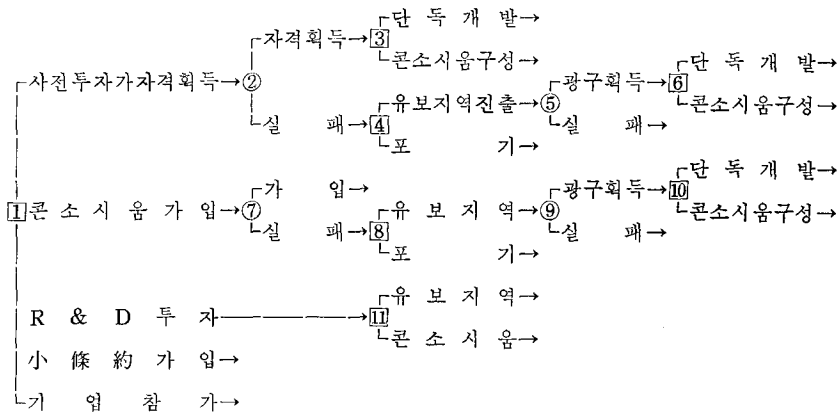 단 독 개 발→
자격획득→3
콘소시움구성→
사전투자가자격획득→②
단 독 개 발→
광구획득→6
유보지역진출→⑤
콘소시움구성→
실 패→4
실 패→
포 기→
단 독 개 발→
광구획득→10
가 입→
유 보 지 역→⑨
콘소시움구성→
1콘 소 시 움 가 입→⑦
실 패→8
실 패→
포 기→
유 보 지 역→
R & D 투 자→11
콘 소 시 움→
小 條 約 가 입→
기 업 참 가→